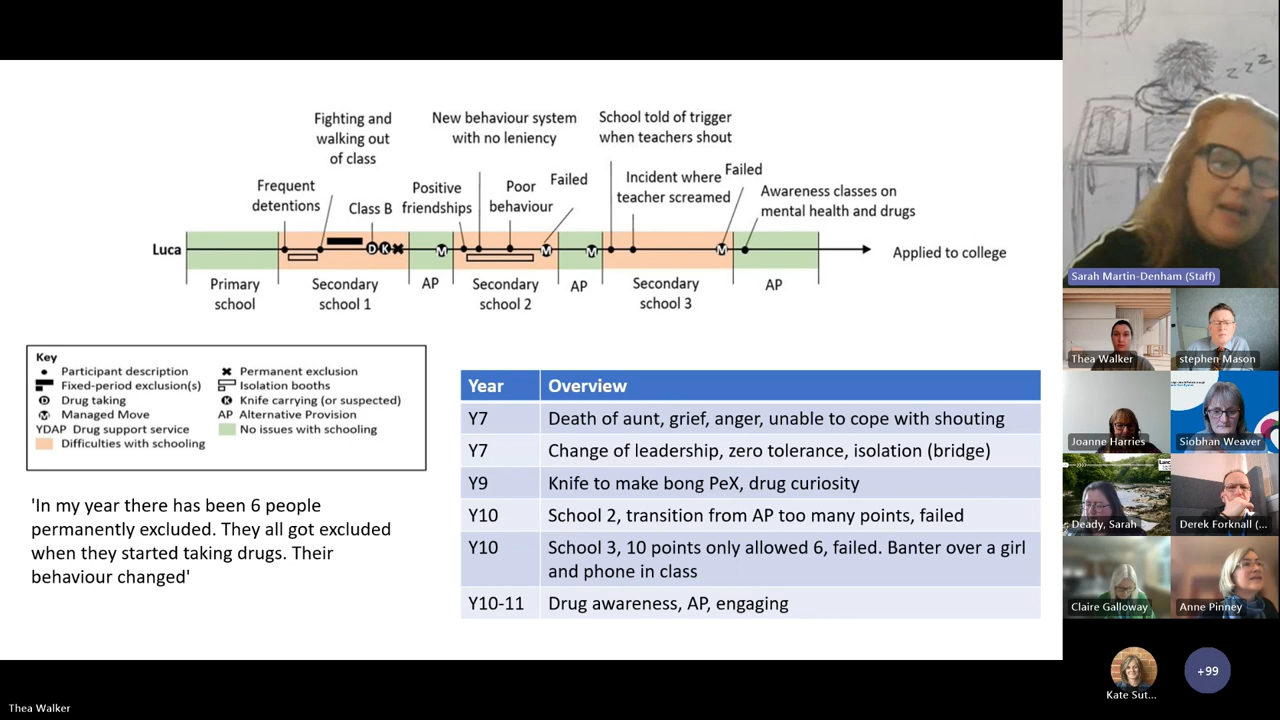 Fighting and
walking out
of class
New behaviour system
with no leniency
School told of trigger
when teachers shout
Frequent
detentions
Class B
Positive
friendships
Poor
behaviour
Failed
Incident where
teacher screamed
Failed
Awareness classes on
mental health and drugs
Luca
D K M M M M
Applied to college
Primary
school
Secondary
school 1
AP
Secondary
school 2
AP
Secondary
school 3
AP
Key
Participant description
Fixed-period exclusion(s)
D Drug taking
M Managed Move
YDAP Drug support service
Difficulties with schooling
Permanent exclusion
Isolation booths
K Knife carrying (or suspected)
AP Alternative Provision
No issues with schooling
'In my year there has been 6 people
permanently excluded. They all got excluded
when they started taking drugs. Their
behaviour changed'
Year Overview
Y7 Death of aunt, grief, anger, unable to cope with shouting
Y7 Change of leadership, zero tolerance, isolation (bridge)
Y9 Knife to make bong PeX, drug curiosity
Y10 School 2, transition from AP too many points, failed
Y10 School 3, 10 points only allowed 6, failed. Banter over a girl
and phone in class
Y10-11 Drug awareness, AP, engaging
zzz
Sarah Martin-Denham (Staff)
Thea Walker
stephen Mason
Joanne Harries
Siobhan Weaver
Deady, Sarah
Derek Forknall (...
Claire Galloway
Anne Pinney
Kate Sut...
+99
Thea Walker